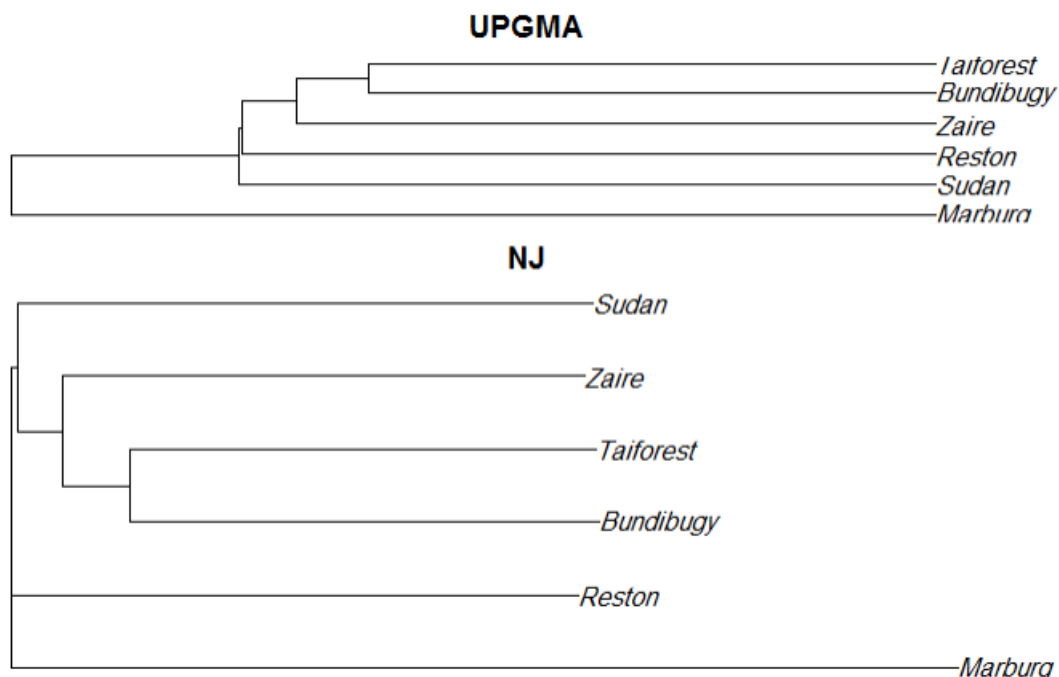 UPGMA
Taiforest
Bundibugy
Zaire
Reston
Sudan
Marburg
NJ
Sudan
Zaire
Taiforest
Bundibugy
Reston
Marburg